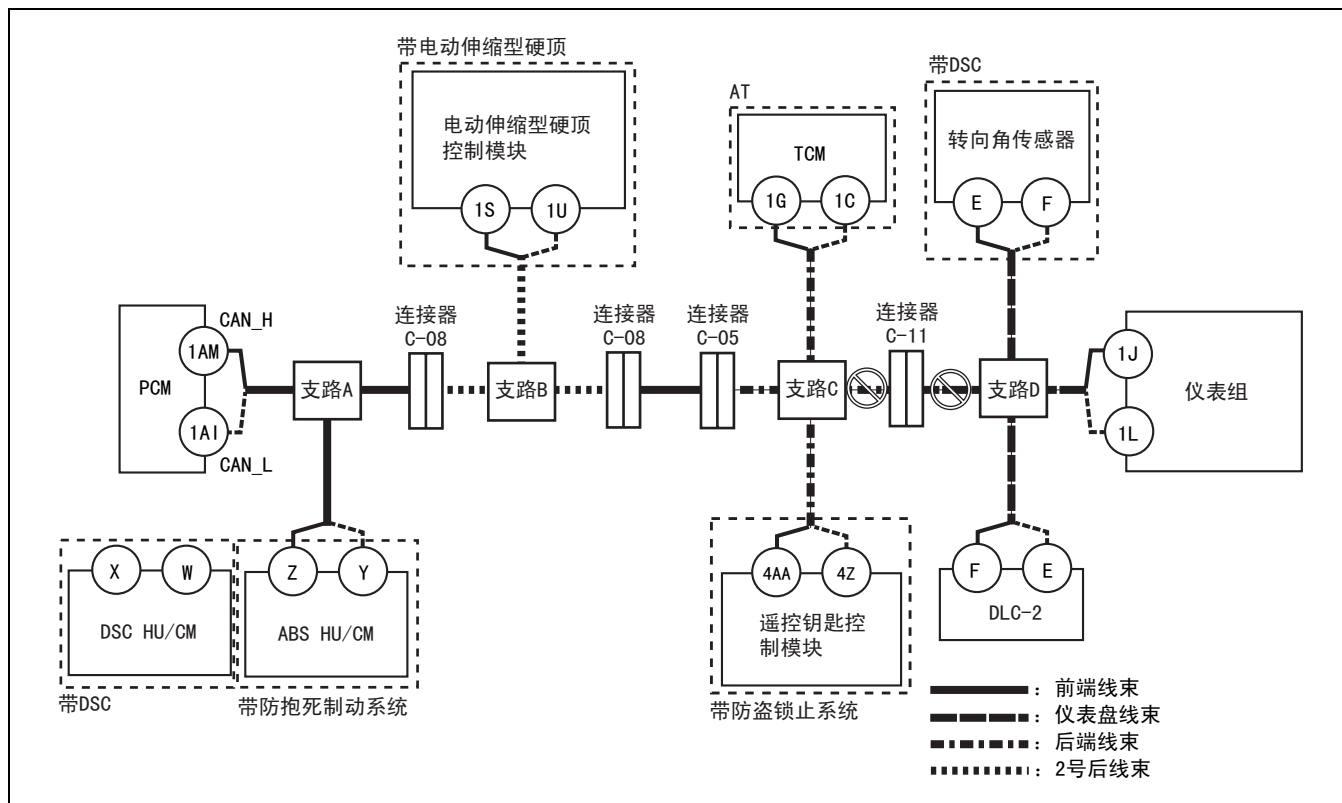 带电动伸缩型硬顶
电动伸缩型硬顶
控制模块
1S
1U
AT
TCM
1G
1C
带DSC
转向角传感器
E
F
PCM
CAN_H
1AM
1AI
CAN_L
支路A
连接器
C-08
支路B
连接器
C-08
连接器
C-05
支路C
连接器
C-11
支路D
1J
1L
仪表组
X
W
DSC HU/CM
带DSC
Z
Y
ABS HU/CM
带防抱死制动系统
4AA
4Z
遥控钥匙控
制模块
带防盗锁止系统
F
E
DLC-2
：前端线束
：仪表盘线束
：后端线束
：2号后线束